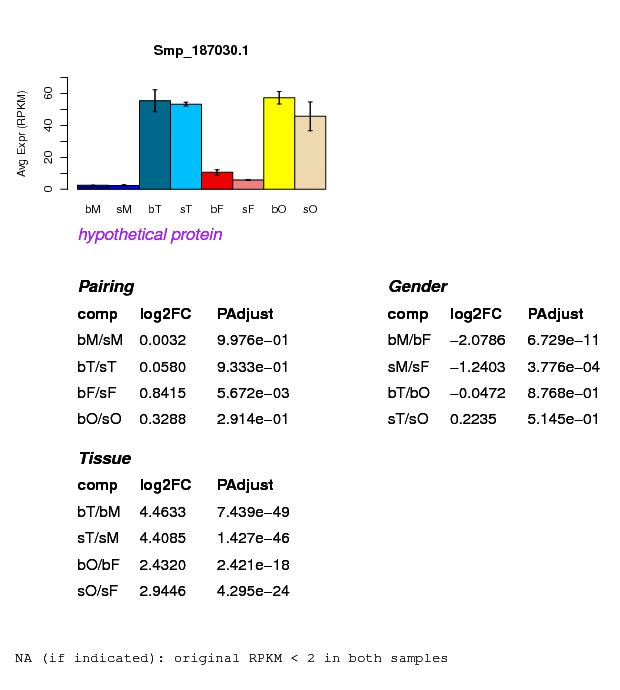 Smp_187030.1
Avg Expr (RPKM)
0 20 40 60
bM sM bT sT bF sF bO sO
hypothetical protein
Pairing
comp log2FC PAdjust
bM/sM 0.0032 9.976e−01
bT/sT 0.0580 9.333e−01
bF/sF 0.8415 5.672e−03
bO/sO 0.3288 2.914e−01
Gender
comp log2FC PAdjust
bM/bF −2.0786 6.729e−11
sM/sF −1.2403 3.776e−04
bT/bO −0.0472 8.768e−01
sT/sO 0.2235 5.145e−01
Tissue
comp log2FC PAdjust
bT/bM 4.4633 7.439e−49
sT/sM 4.4085 1.427e−46
bO/bF 2.4320 2.421e−18
sO/sF 2.9446 4.295e−24
NA (if indicated): original RPKM < 2 in both samples